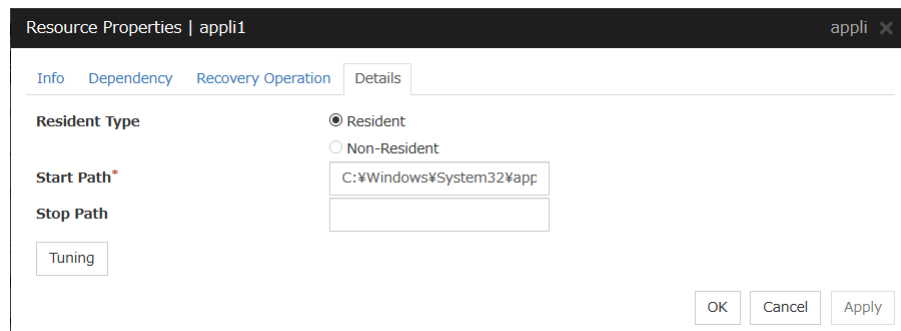 Resource Properties | appli1 appli
Info Dependency Recovery Operation Details
Resident Type Resident
Non-Resident
Start Path* C:¥Windows¥System32¥app
Stop Path
Tuning
OK Cancel Apply